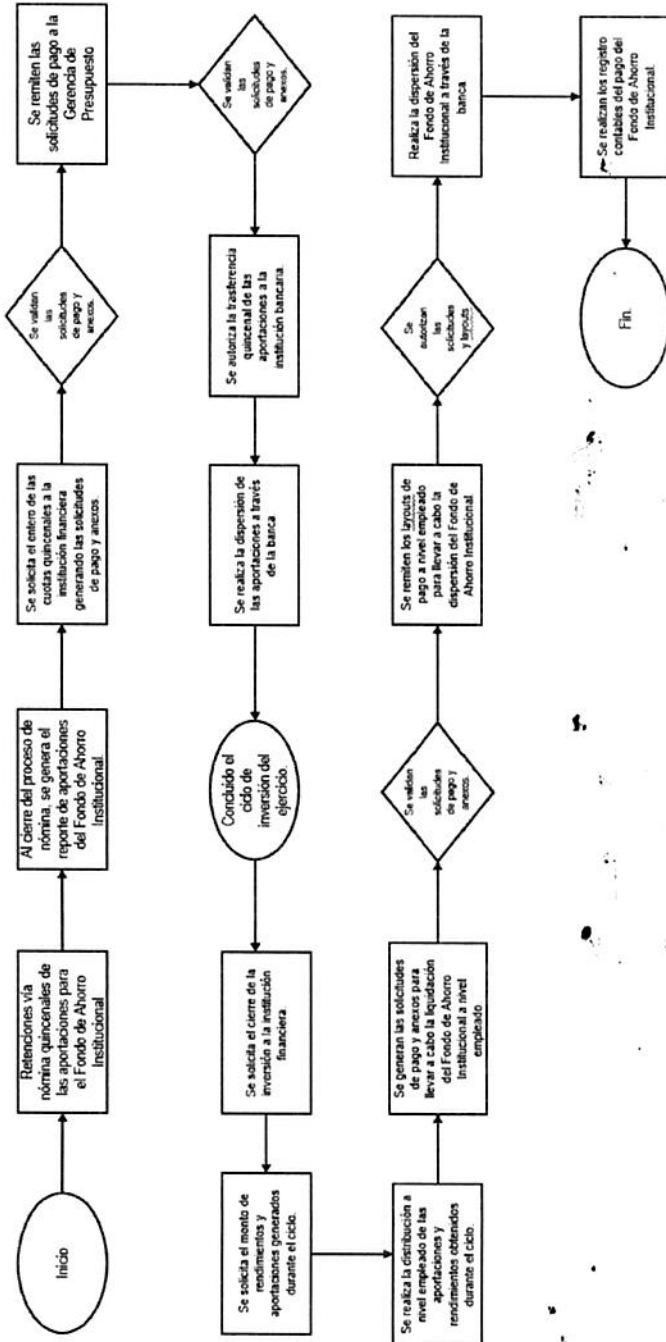 Inicio
Retenciones vía
nómina quincenales de
las aportaciones para
el Fondo de Ahorro
Institucional
Al cierre del proceso de
nómina, se genera el
reporte de aportaciones
del Fondo de Ahorro
Institucional.
Se solicita el entero de las
cuotas quincenales a la
institución financiera
generando las solicitudes
de pago y anexos.
Se validan
las
solicitudes
de pago y
anexos.
Se remiten las
solicitudes de pago a la
Gerencia de
Presupuesto
Se validan
las
solicitudes
de pago y
anexos.
Se autoriza la trasferencia
quincenal de las
aportaciones a la
institución bancaria.
Se realiza la dispersión de
las aportaciones a través
de la banca
Concluido el
ciclo de
inversión del
ejercicio.
Se solicita el cierre de la
inversión a la institución
financiera.
Se solicita el monto de
rendimientos y
aportaciones generados
durante el ciclo.
Se realiza la distribución a
nivel empleado de las
aportaciones y
rendimientos obtenidos
durante el ciclo.
Se generan las solicitudes
de pago y anexos para
llevar a cabo la liquidación
del Fondo de Ahorro
Institucional a nivel
empleado
Se validan
las
solicitudes
de pago y
anexos.
Se remiten los layouts de
pago a nivel empleado
para llevar a cabo la
dispersión del Fondo de
Ahorro Institucional.
Se
autorizan
las
solicitudes
y layouts
Realiza la dispersión del
Fondo de Ahorro
Institucional a través de la
banca
Se realizan los registro
contables del pago del
Fondo de Ahorro
Institucional.
Fin.